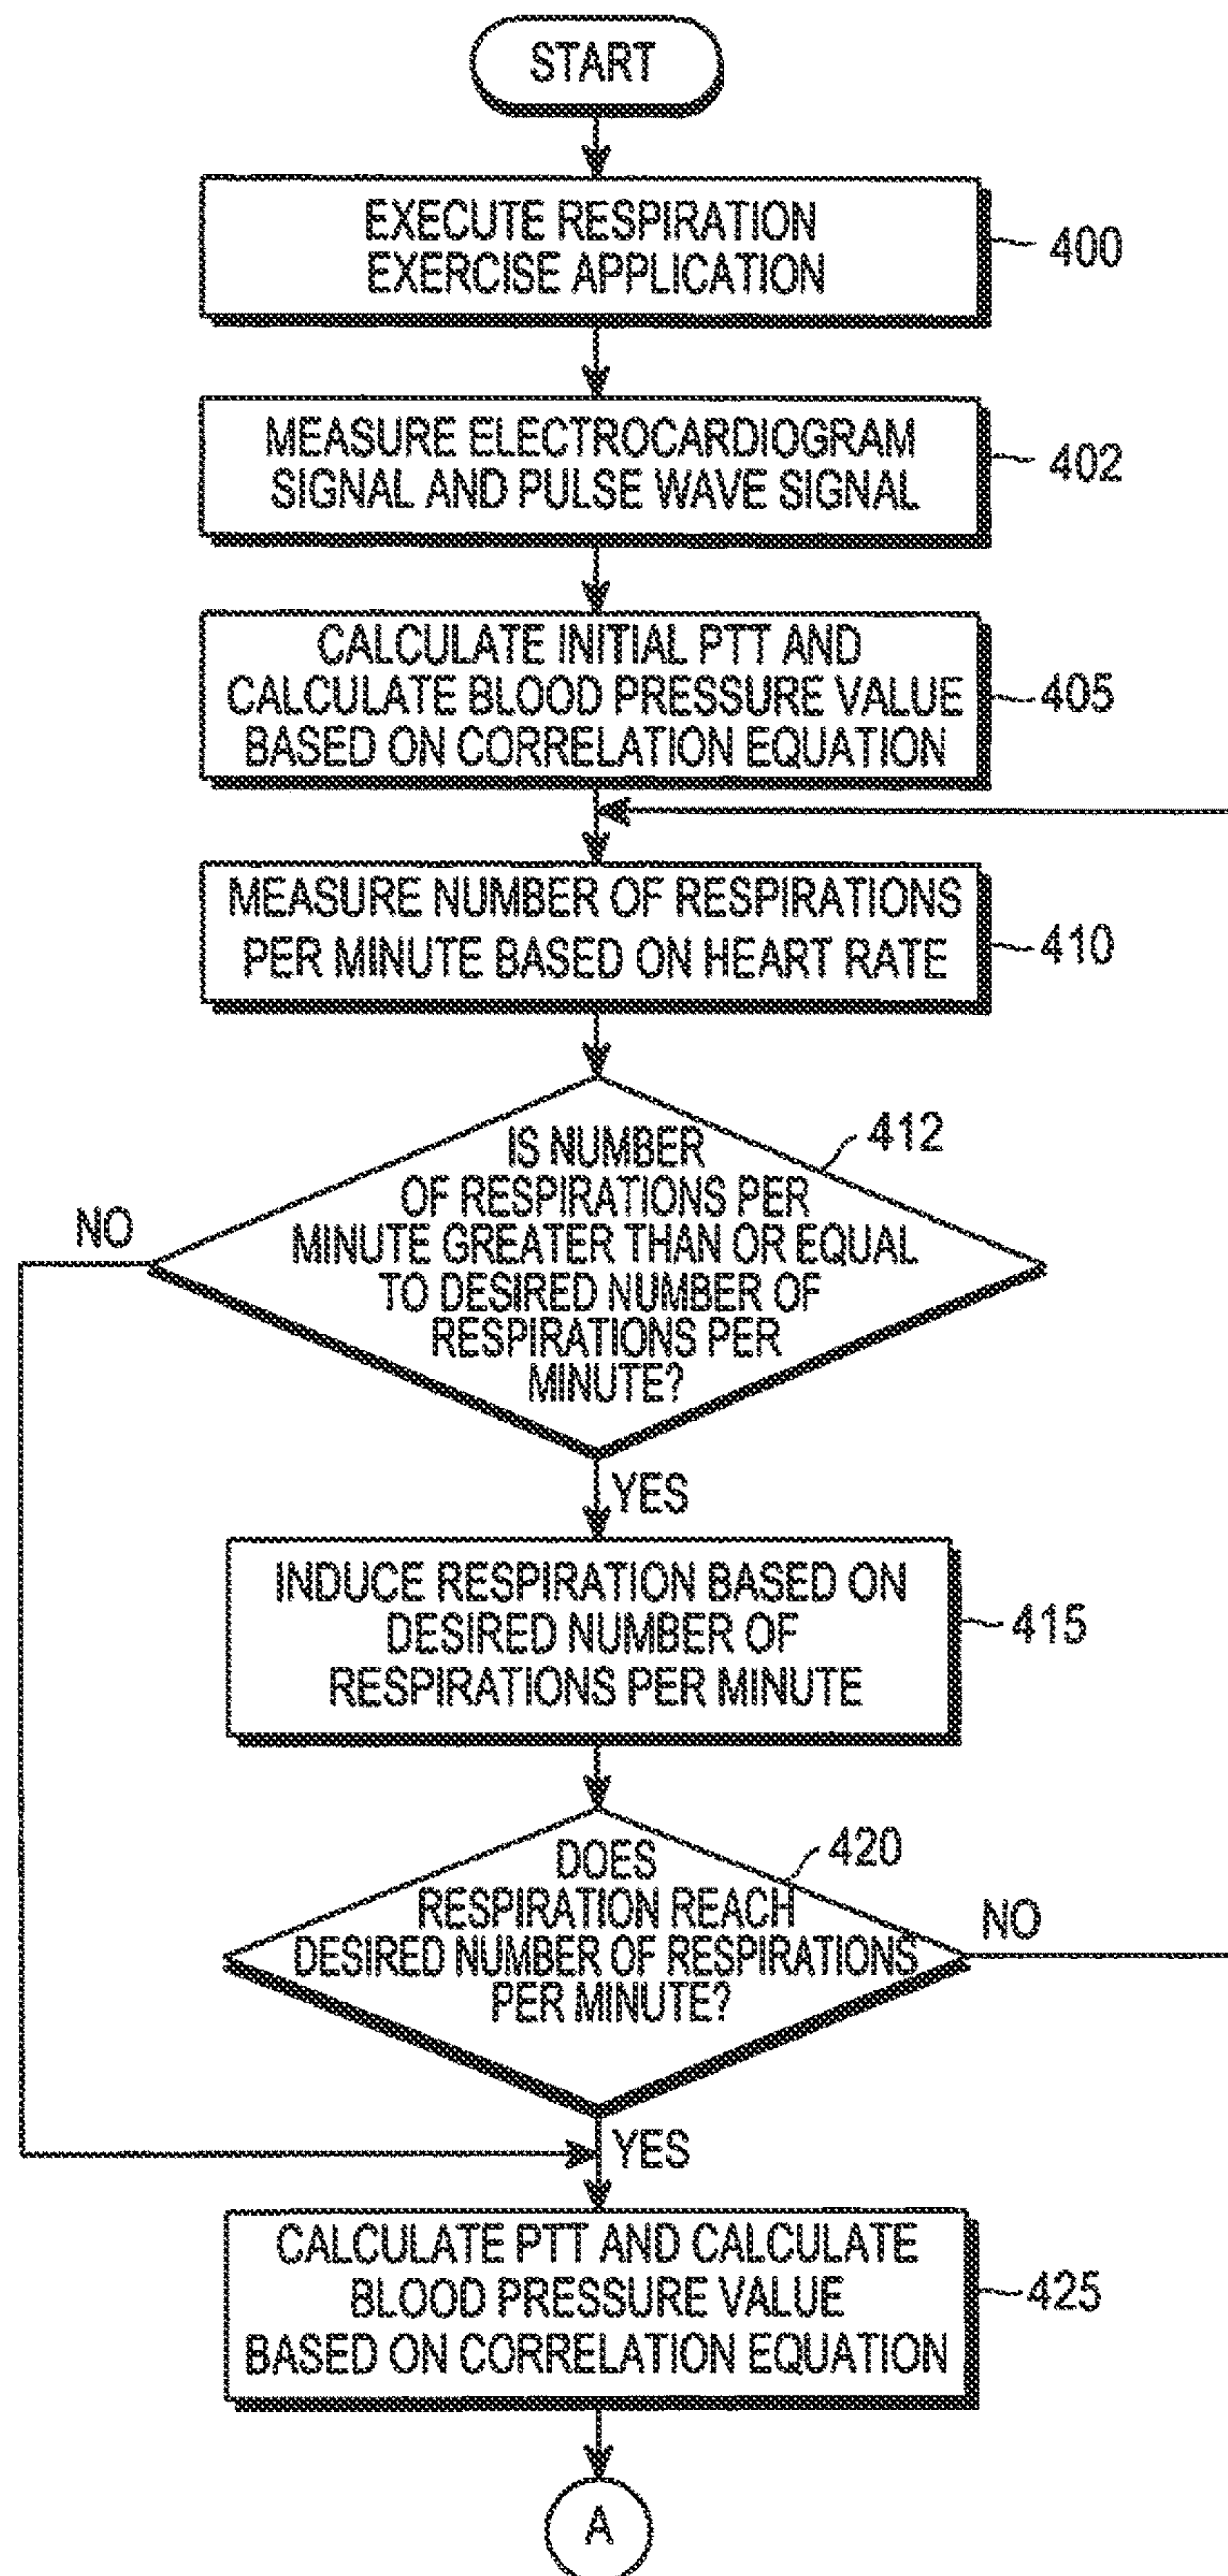 START
EXECUTE RESPIRATION
EXERCISE APPLICATION
400
MEASURE ELECTROCARDIOGRAM
SIGNAL AND PULSE WAVE SIGNAL
402
CALCULATE INITIAL PTT AND
CALCULATE BLOOD PRESSURE VALUE
BASED ON CORRELATION EQUATION
405
MEASURE NUMBER OF RESPIRATIONS
PER MINUTE BASED ON HEART RATE
410
IS NUMBER
OF RESPIRATIONS PER
MINUTE GREATER THAN OR EQUAL
TO DESIRED NUMBER OF
RESPIRATIONS PER
MINUTE?
412
NO
YES
INDUCE RESPIRATION BASED ON
DESIRED NUMBER OF
RESPIRATIONS PER MINUTE
415
DOES
RESPIRATION REACH
DESIRED NUMBER OF RESPIRATIONS
PER MINUTE?
420
NO
YES
CALCULATE PTT AND CALCULATE
BLOOD PRESSURE VALUE
BASED ON CORRELATION EQUATION
425
A